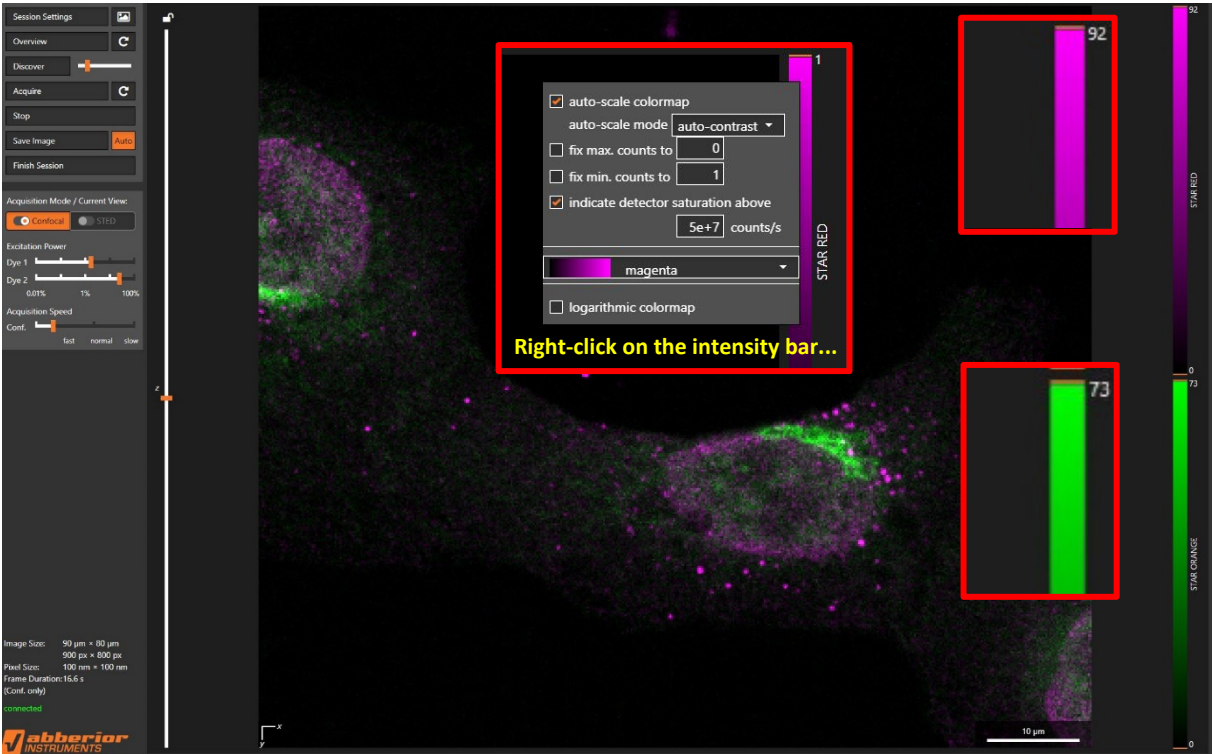 Session Settings
Overview
Discover
Acquire
Stop
Save Image
Auto
Finish Session
Acquisition Mode / Current View:
Confocal
STED
Excitation Power
Dye 1
Dye 2
0.01% 1% 100%
Acquisition Speed
Conf.
fast normal slow
Image Size: 90 µm × 80 µm
900 px × 800 px
Pixel Size: 100 nm × 100 nm
Frame Duration:16.6 s
(Conf. only)
connected
abberior
INSTRUMENTS
z
auto-scale colormap
auto-scale mode auto-contrast
fix max. counts to 0
fix min. counts to 1
indicate detector saturation above
5e+7 counts/s
magenta
logarithmic colormap
Right-click on the intensity bar...
1
STAR RED
92
73
x
y
10 µm
92
STAR RED
0
73
STAR ORANGE
0